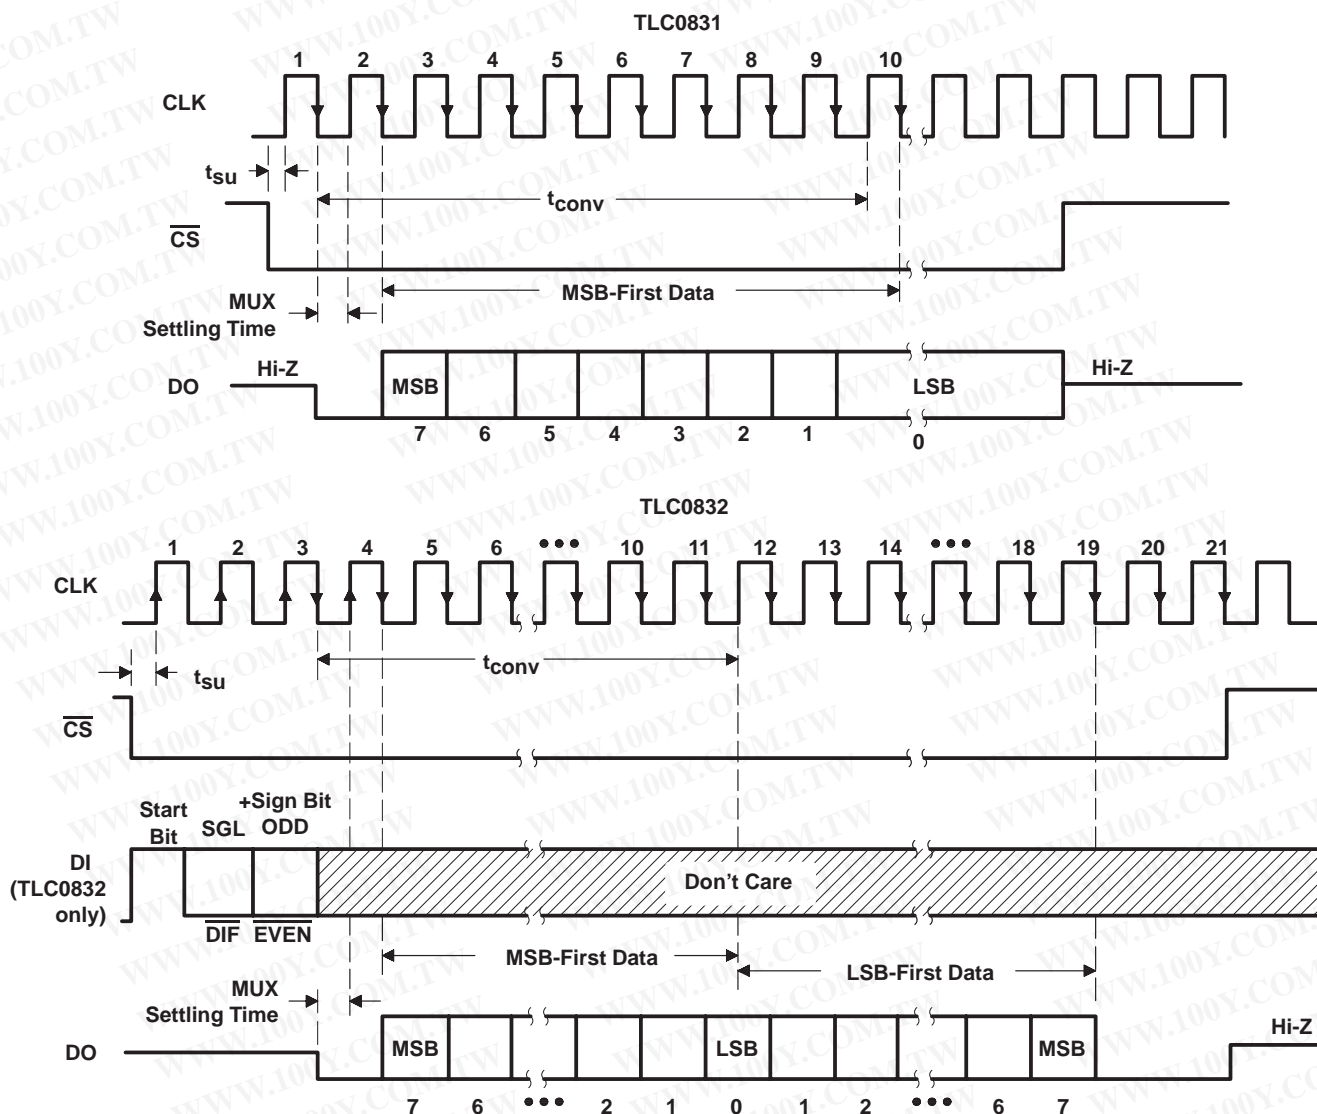 TLC0831
1 2 3 4 5 6 7 8 9 10
CLK
tsu
tconv
CS
MSB-First Data
MUX
Settling Time
Hi-Z
Hi-Z
DO
MSB
LSB
7 6 5 4 3 2 1 0
TLC0832
1 2 3 4 5 6 •••• 10 11 12 13 14 •••• 18 19 20 21
CLK
tsu
tconv
CS
Start
Bit
SGL
+Sign Bit
ODD
DI
(TLC0832
only)
Don't Care
DIF EVEN
MSB-First Data
LSB-First Data
MUX
Settling Time
Hi-Z
DO
MSB
LSB
MSB
7 6 •••• 2 1 0 1 2 •••• 6 7
WWW.100Y.COM.TW